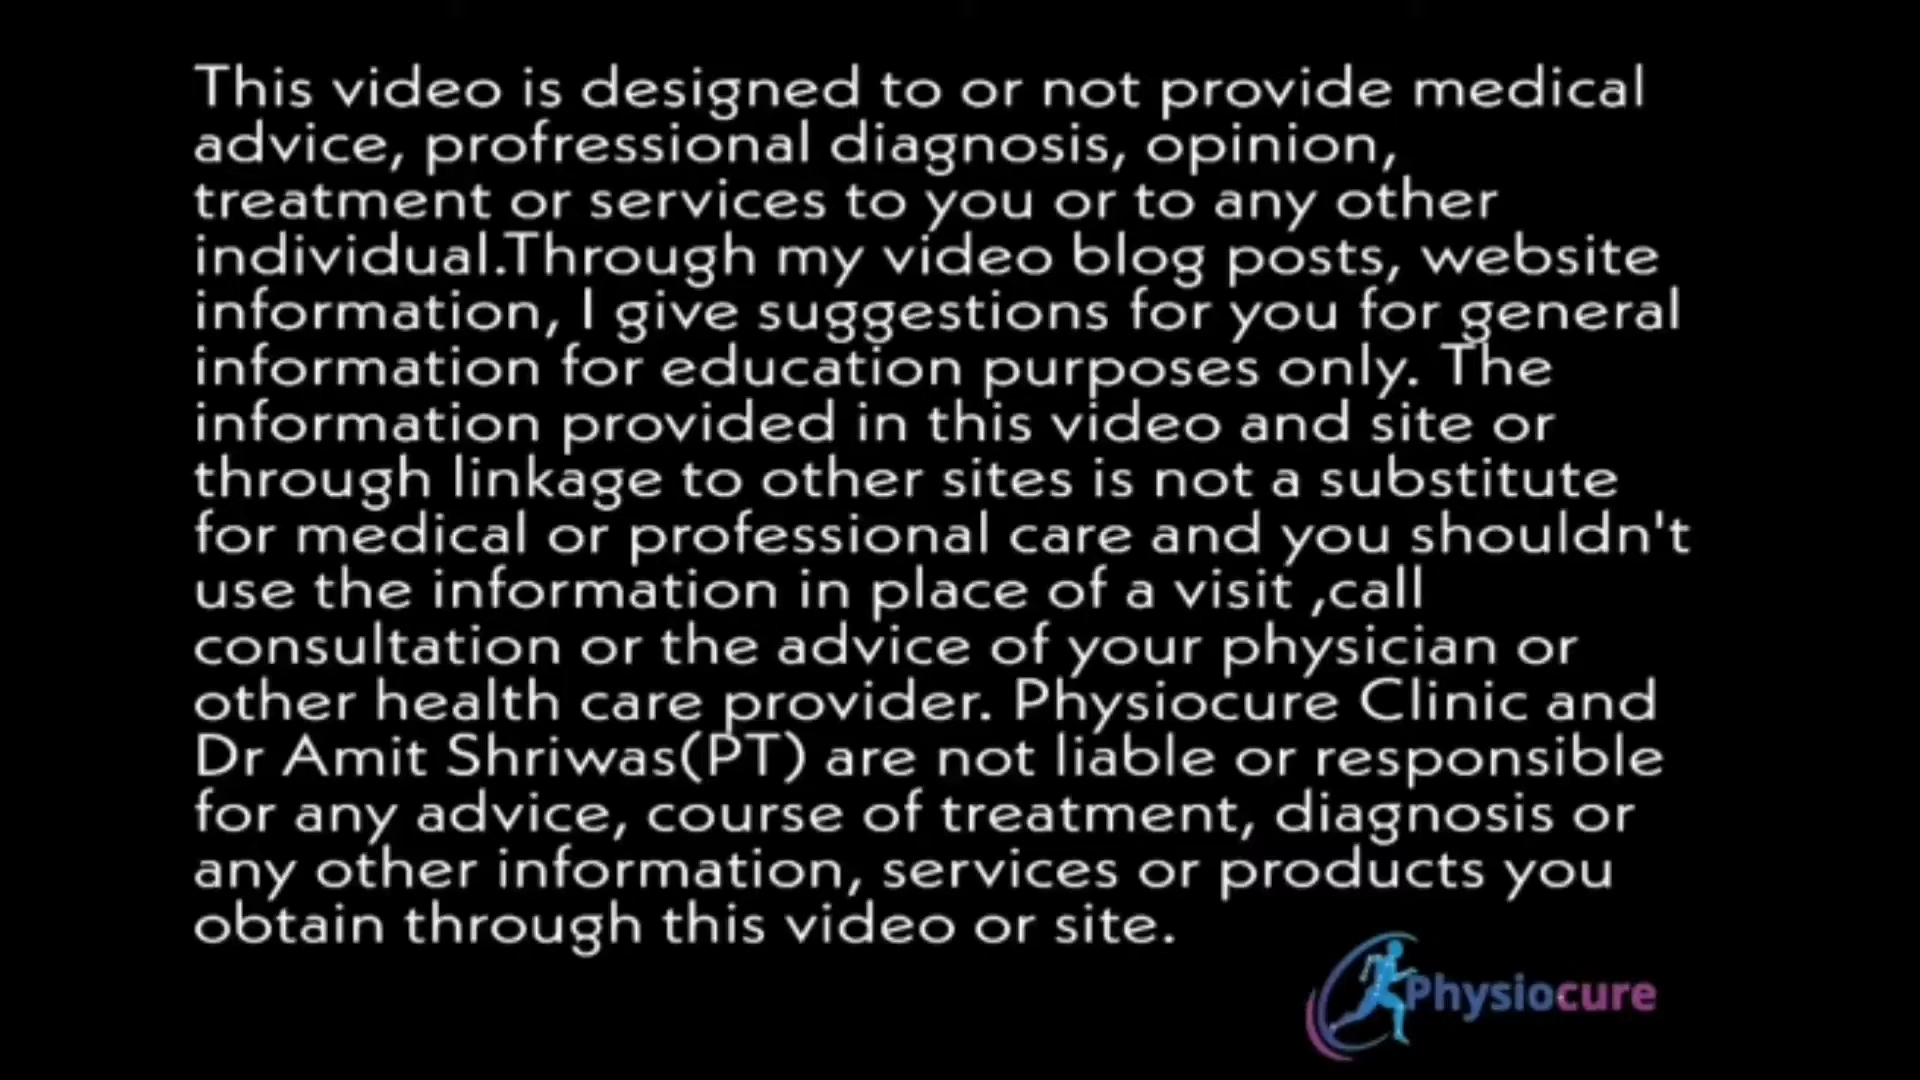 This video is designed to or not provide medical
advice, profressional diagnosis, opinion,
treatment or services to you or to any other
individual.Through my video blog posts, website
information, I give suggestions for you for general
information for education purposes only. The
information provided in this video and site or
through linkage to other sites is not a substitute
for medical or professional care and you shouldn't
use the information in place of a visit ,call
consultation or the advice of your physician or
other health care provider. Physiocure Clinic and
Dr Amit Shriwas(PT) are not liable or responsible
for any advice, course of treatment, diagnosis or
any other information, services or products you
obtain through this video or site.
Physiocure